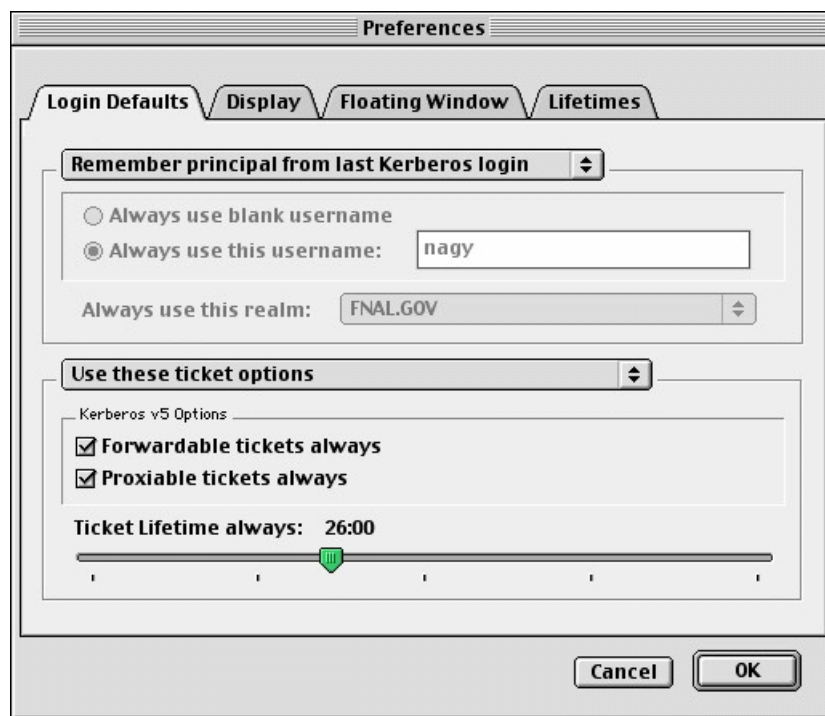 Preferences
Login Defaults Display Floating Window Lifetimes
Remember principal from last Kerberos login
Always use blank username
Always use this username: nagy
Always use this realm: FNAL.GOV
Use these ticket options
Kerberos v5 Options
Forwardable tickets always
Proxiable tickets always
Ticket Lifetime always: 26:00
Cancel OK